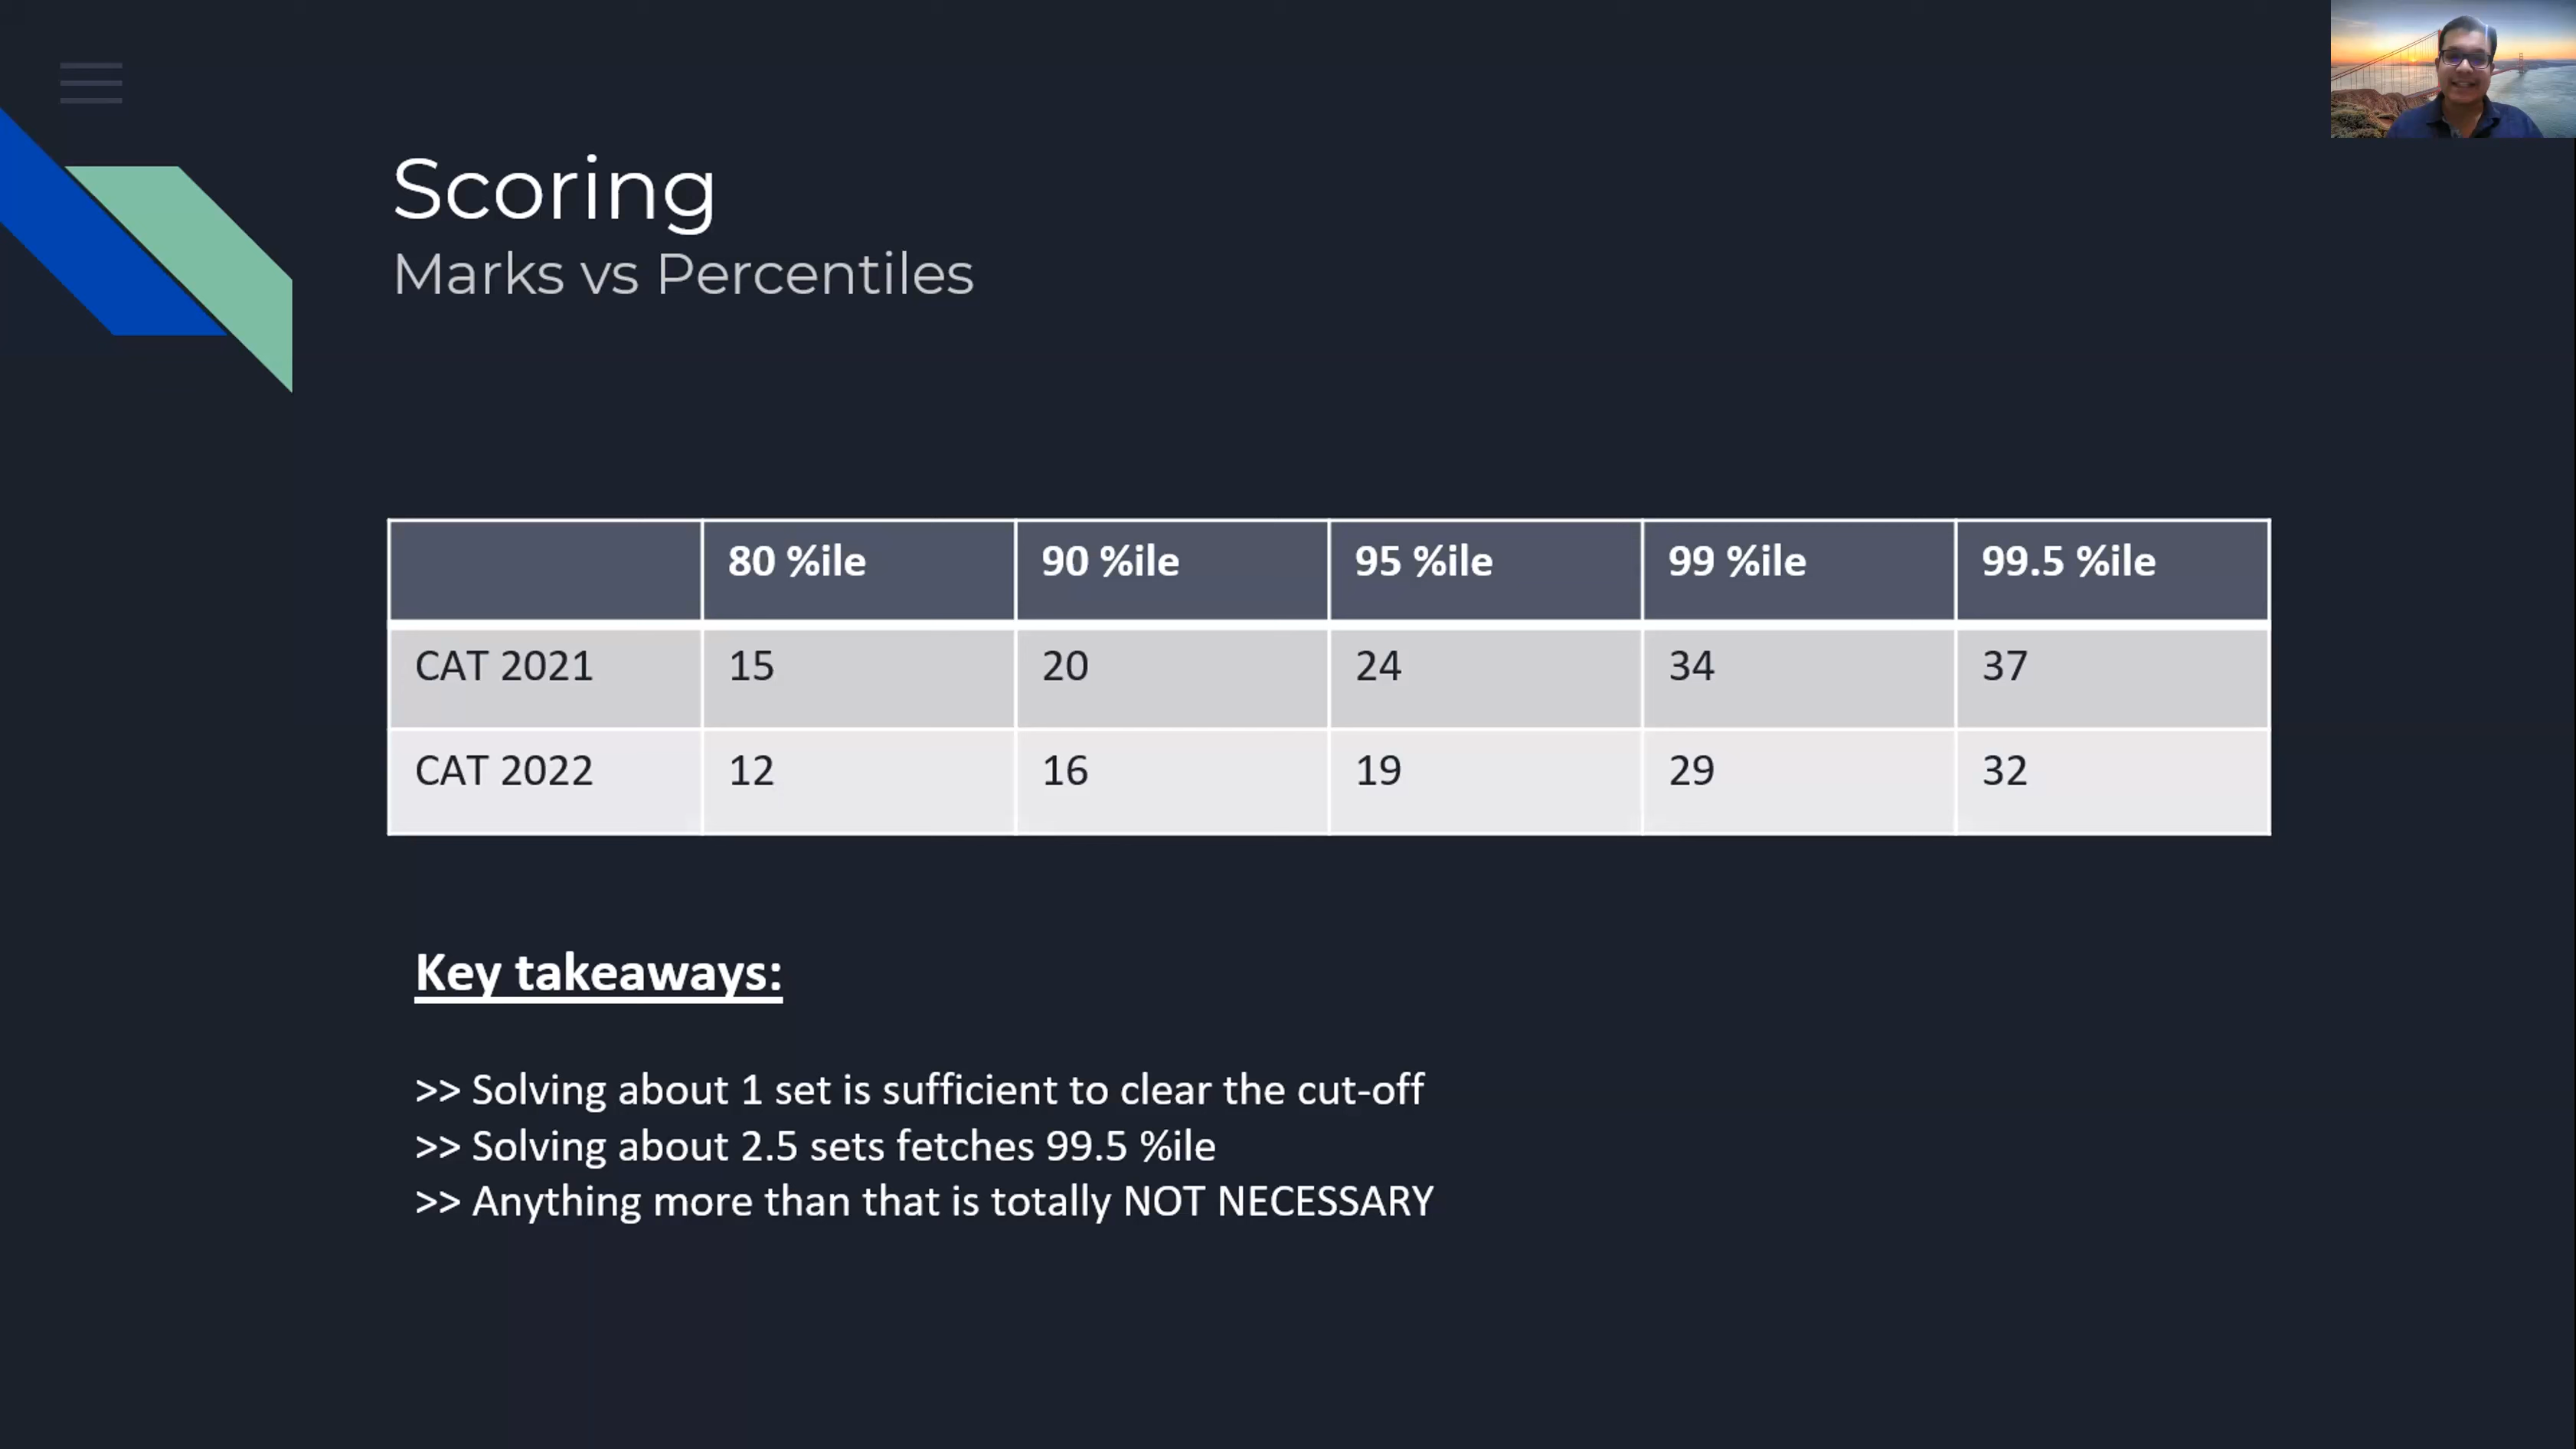 Scoring
Marks vs Percentiles
80 %ile 90 %ile 95 %ile 99 %ile 99.5 %ile
CAT 2021 15 20 24 34 37
CAT 2022 12 16 19 29 32
Key takeaways:
>> Solving about 1 set is sufficient to clear the cut-off
>> Solving about 2.5 sets fetches 99.5 %ile
>> Anything more than that is totally NOT NECESSARY